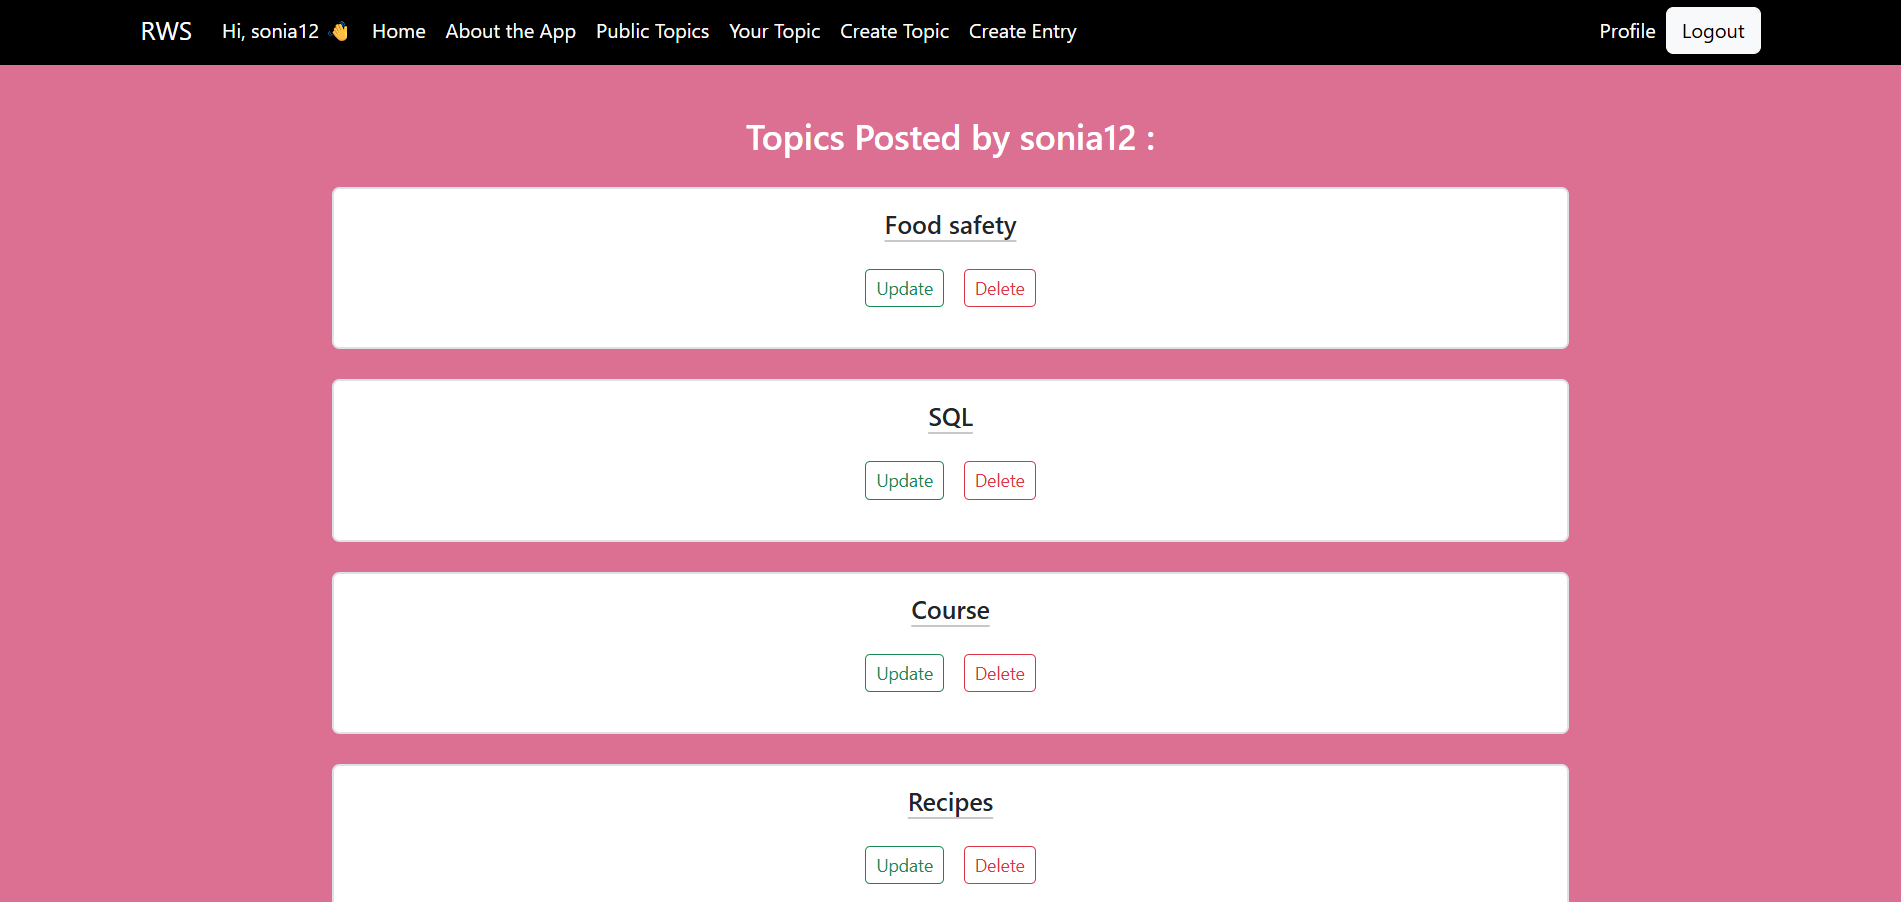 RWS Hi, sonia12 👋 Home About the App Public Topics Your Topic Create Topic Create Entry Profile Logout
Topics Posted by sonia12 :
Food safety
Update Delete
SQL
Update Delete
Course
Update Delete
Recipes
Update Delete